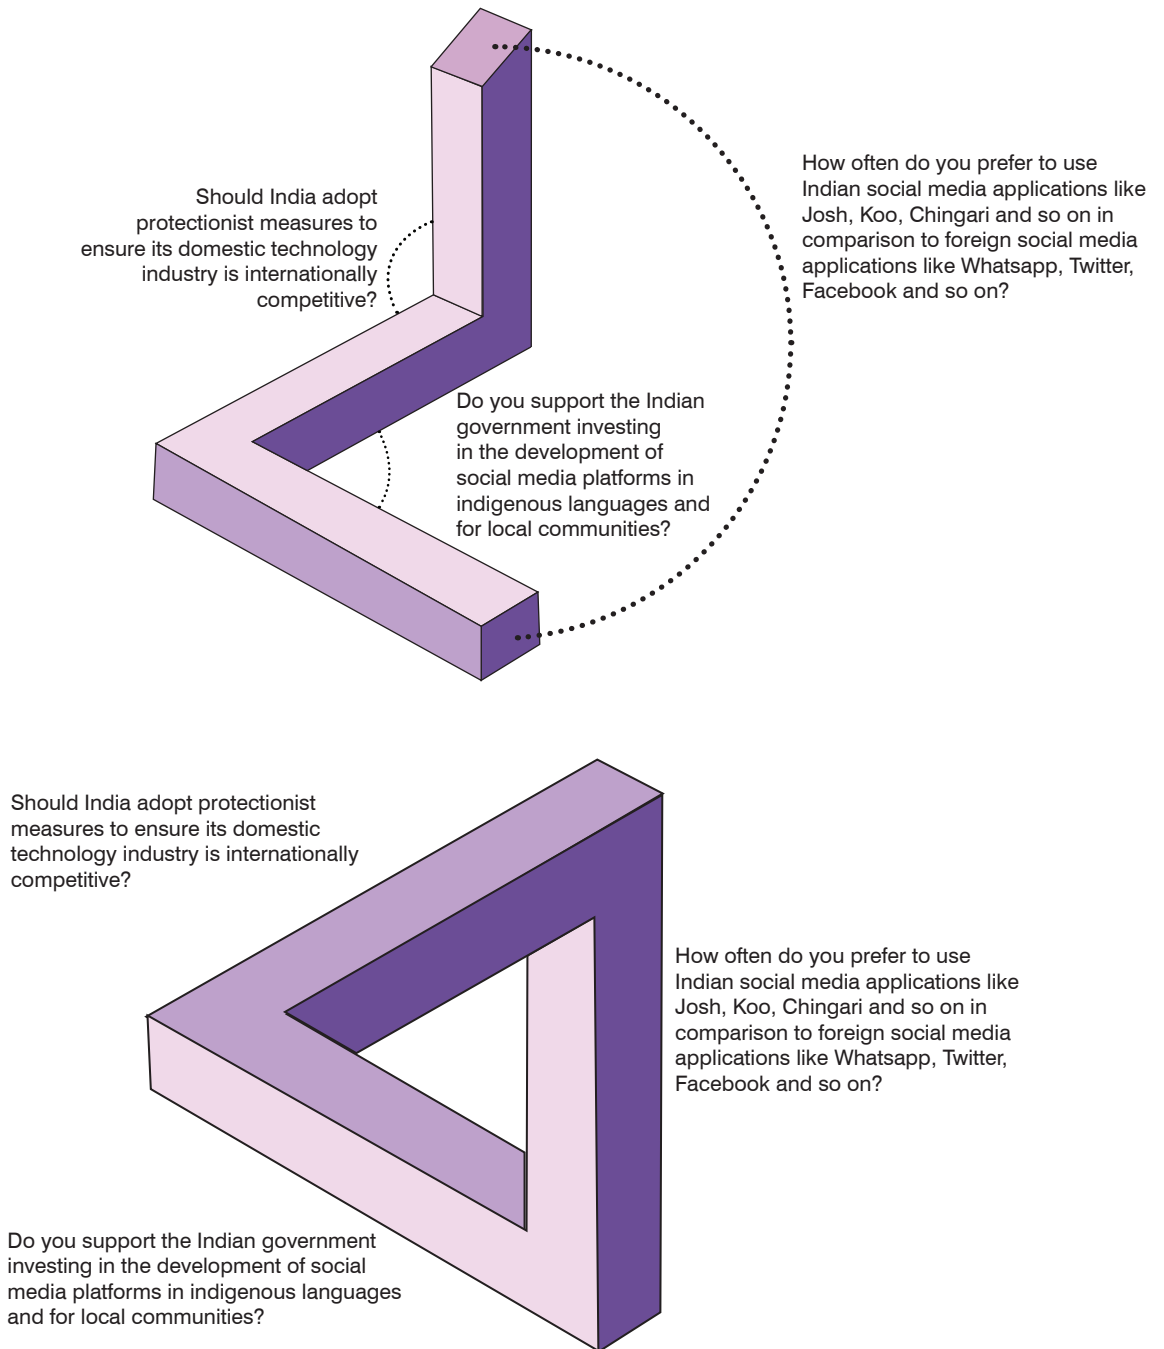 Should India adopt
protectionist measures to
ensure its domestic technology
industry is internationally
competitive?
How often do you prefer to use
Indian social media applications like
Josh, Koo, Chingari and so on in
comparison to foreign social media
applications like Whatsapp, Twitter,
Facebook and so on?
Do you support the Indian
government investing
in the development of
social media platforms in
indigenous languages and
for local communities?
Should India adopt protectionist
measures to ensure its domestic
technology industry is internationally
competitive?
How often do you prefer to use
Indian social media applications like
Josh, Koo, Chingari and so on in
comparison to foreign social media
applications like Whatsapp, Twitter,
Facebook and so on?
Do you support the Indian government
investing in the development of social
media platforms in indigenous languages
and for local communities?